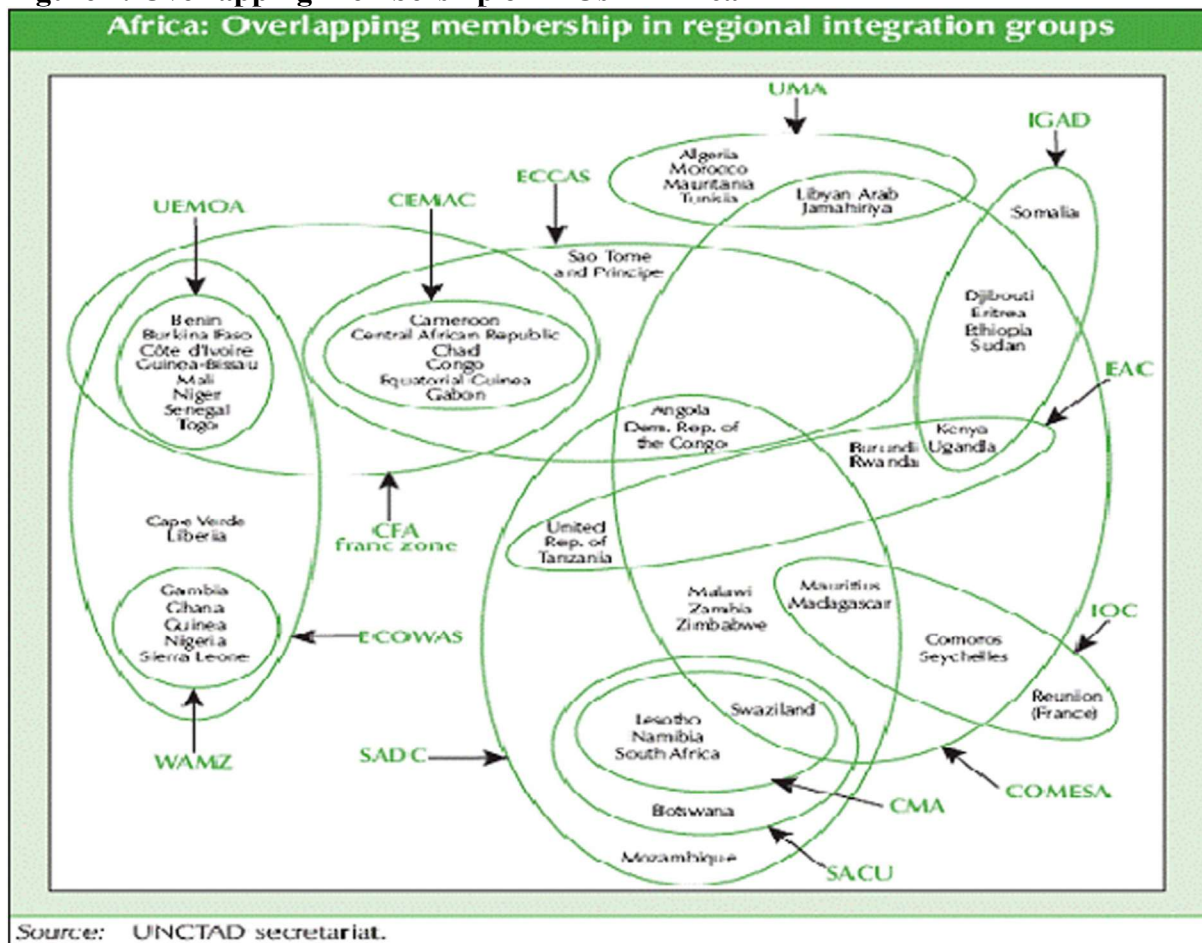 Africa: Overlapping membership in regional integration groups
UMA
IGAD
ECCAS
CEMAC
UEMOA
Algeria
Morocco
Mauritania
Tunisia
Libyan Arab
Jamahiriya
Somalia
Sao Tome
and Principe
Djibouti
Eritrea
Ethiopia
Sudan
Benin
Burkina Faso
Côte d'Ivoire
Guinea-Bissau
Mali
Niger
Senegal
Togo
Cameroon
Central African Republic
Chad
Congo
Equatorial Guinea
Gabon
EAC
Angola
Dem. Rep. of
the Congo
Burundi
Rwanda
Kenya
Uganda
Cape Verde
Liberia
CFA
franc zone
United
Rep. of
Tanzania
Gambia
Ghana
Guinea
Nigeria
Sierra Leone
ECOWAS
Malawi
Zambia
Zimbabwe
Mauritius
Madagascar
IOC
Comoros
Seychelles
Reunion
(France)
WAMZ
SADC
Swaziland
Lesotho
Namibia
South Africa
COMESA
CMA
Botswana
Mozambique
SACU
Source: UNCTAD secretariat.